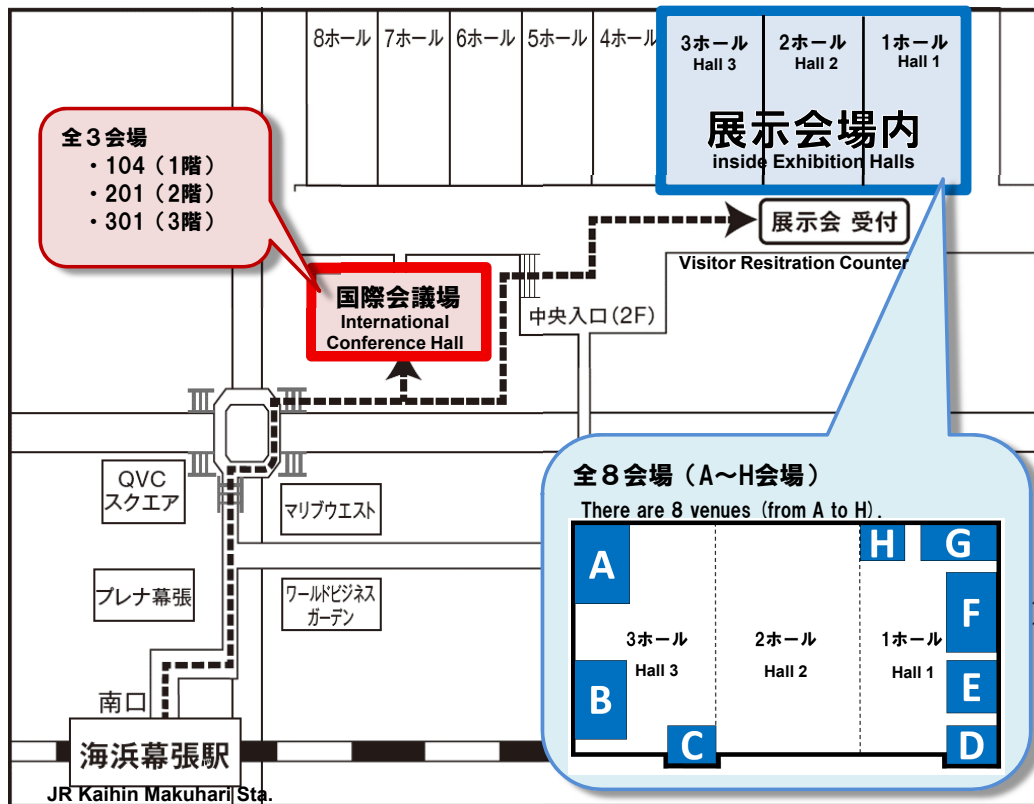 8ホール
7ホール
6ホール
5ホール
4ホール
3ホール
Hall 3
2ホール
Hall 2
1ホール
Hall 1
展示会場内
inside Exhibition Halls
全3会場
・104（1階）
・201（2階）
・301（3階）
展示会 受付
Visitor Resitration Counter
国際会議場
International
Conference Hall
中央入口(2F)
QVC
スクエア
マリブウエスト
プレナ幕張
ワールドビジネス
ガーデン
南口
海浜幕張駅
JR Kaihin Makuhari Sta.
全8会場（A～H会場）
There are 8 venues (from A to H).
A
H
G
F
3ホール
Hall 3
2ホール
Hall 2
1ホール
Hall 1
B
E
C
D